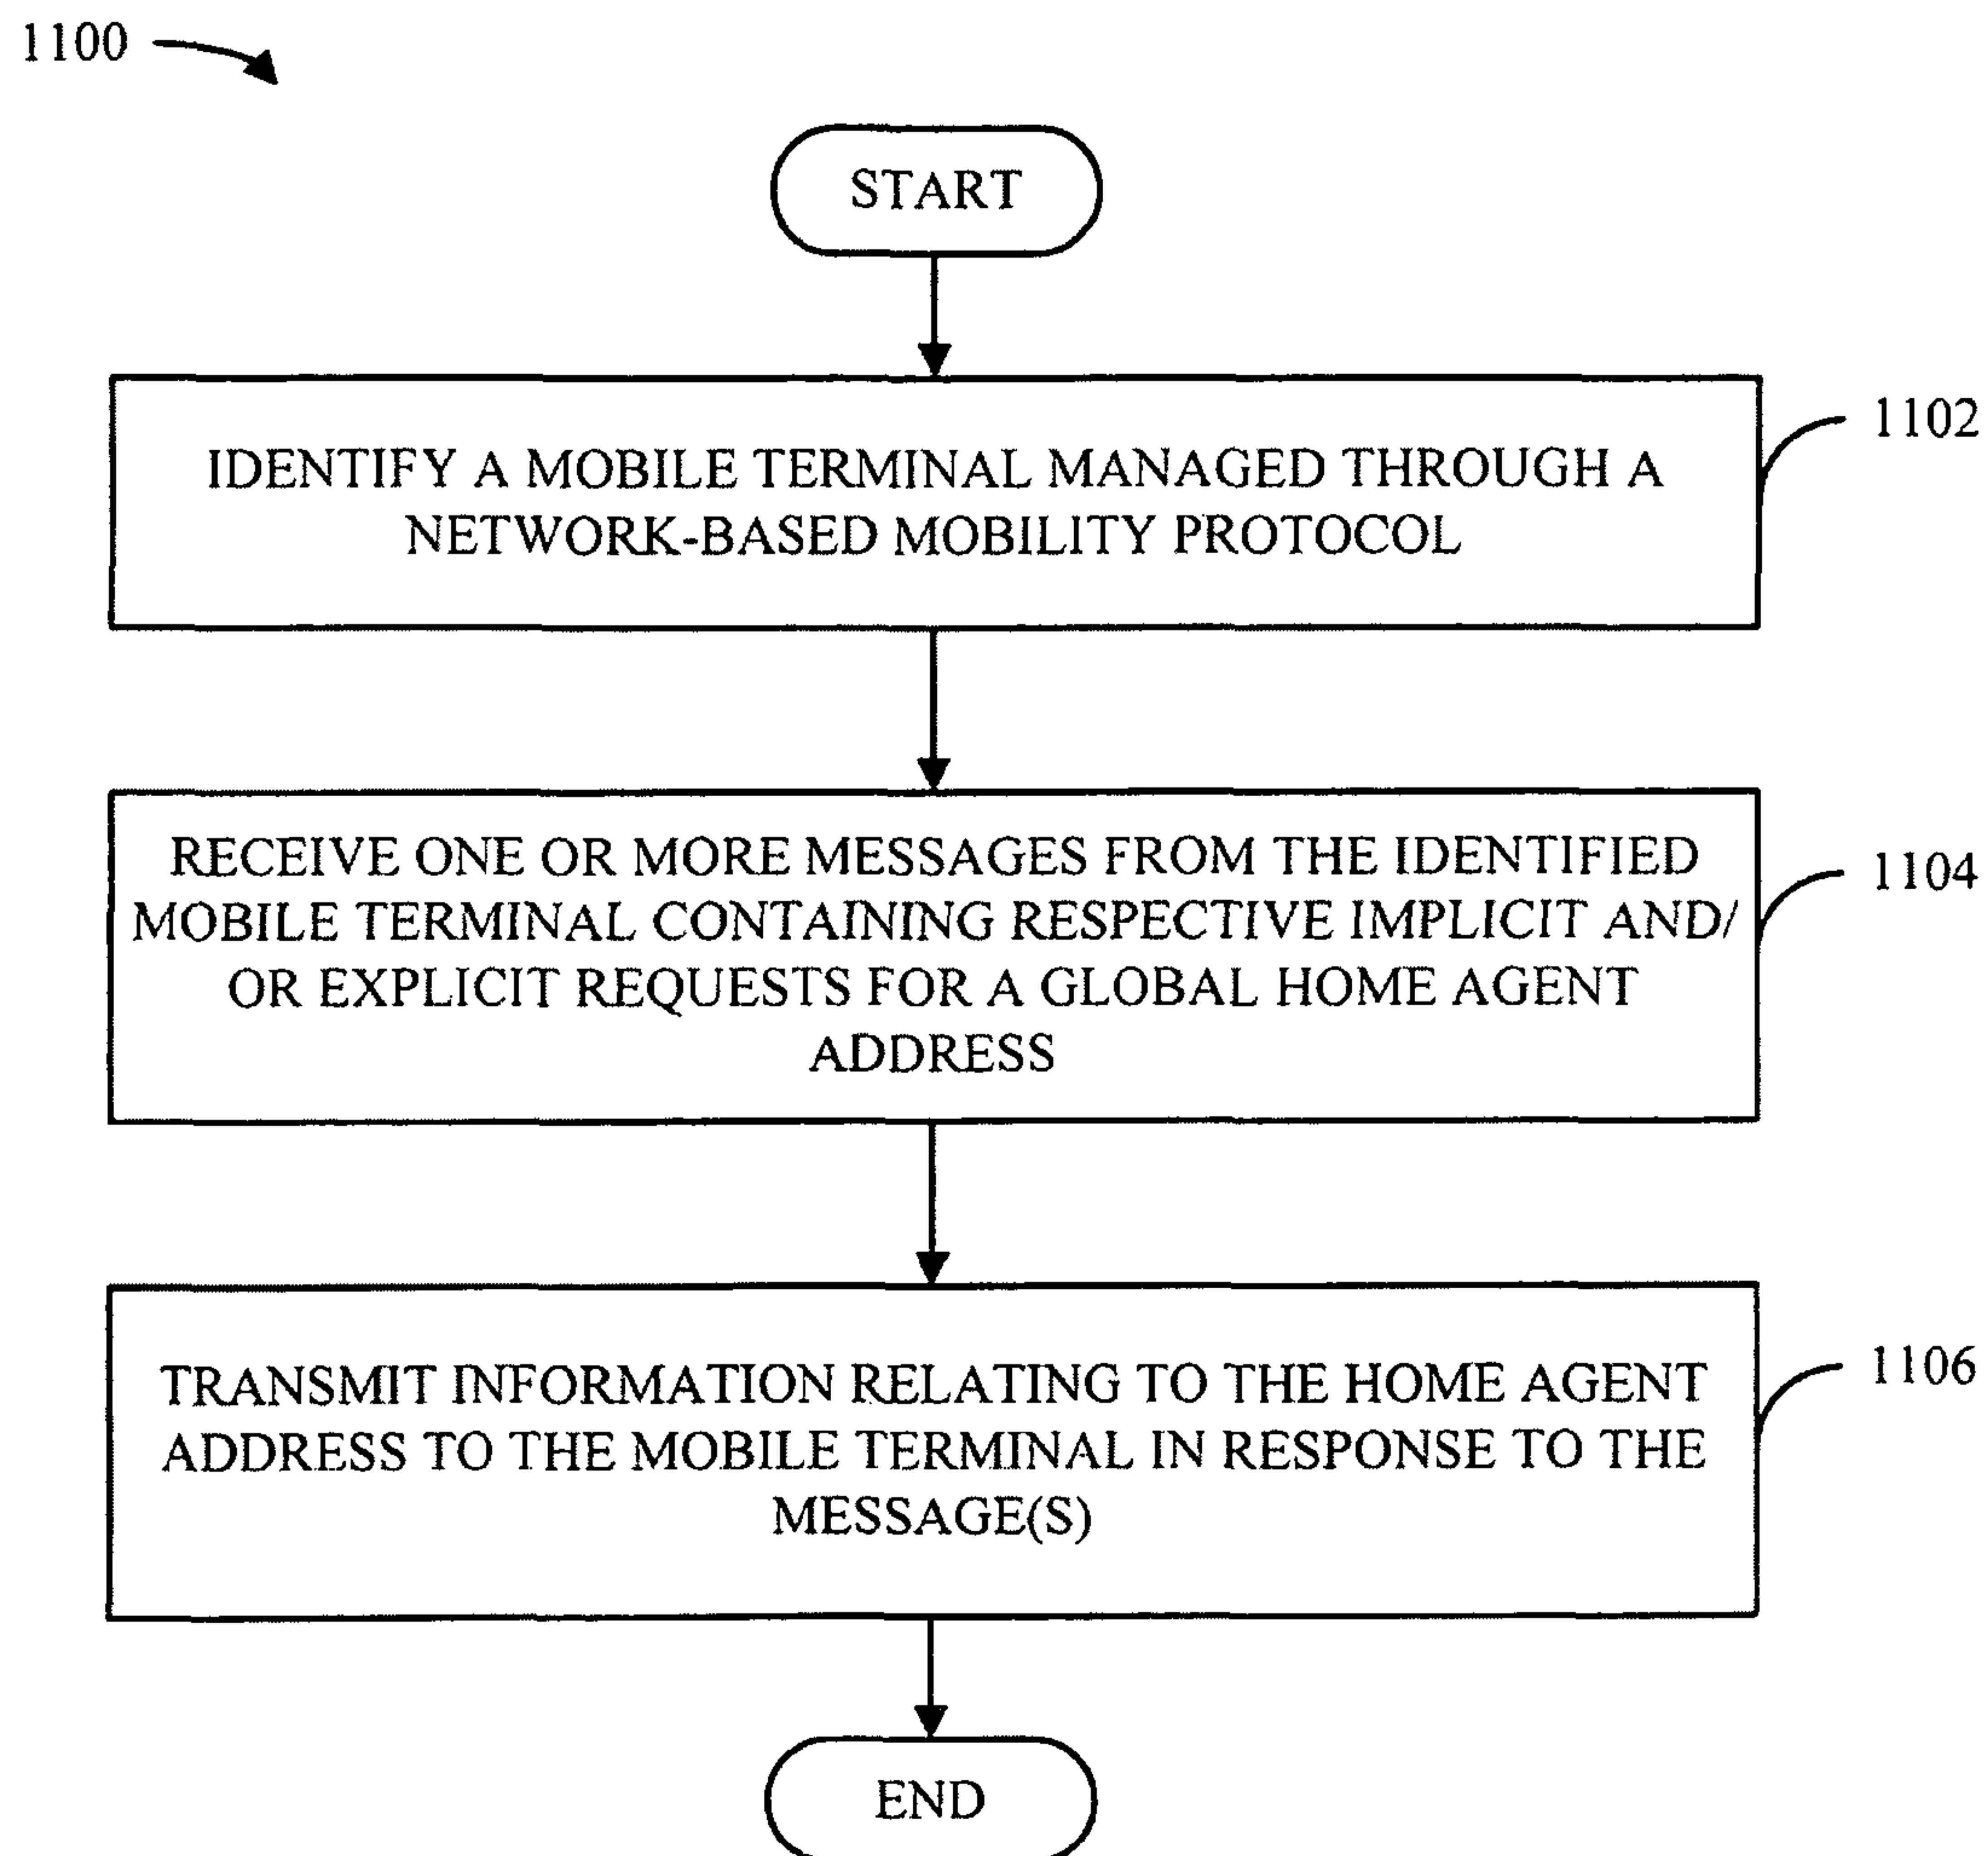 1100
START
IDENTIFY A MOBILE TERMINAL MANAGED THROUGH A
NETWORK-BASED MOBILITY PROTOCOL
1102
RECEIVE ONE OR MORE MESSAGES FROM THE IDENTIFIED
MOBILE TERMINAL CONTAINING RESPECTIVE IMPLICIT AND/
OR EXPLICIT REQUESTS FOR A GLOBAL HOME AGENT
ADDRESS
1104
TRANSMIT INFORMATION RELATING TO THE HOME AGENT
ADDRESS TO THE MOBILE TERMINAL IN RESPONSE TO THE
MESSAGE(S)
1106
END